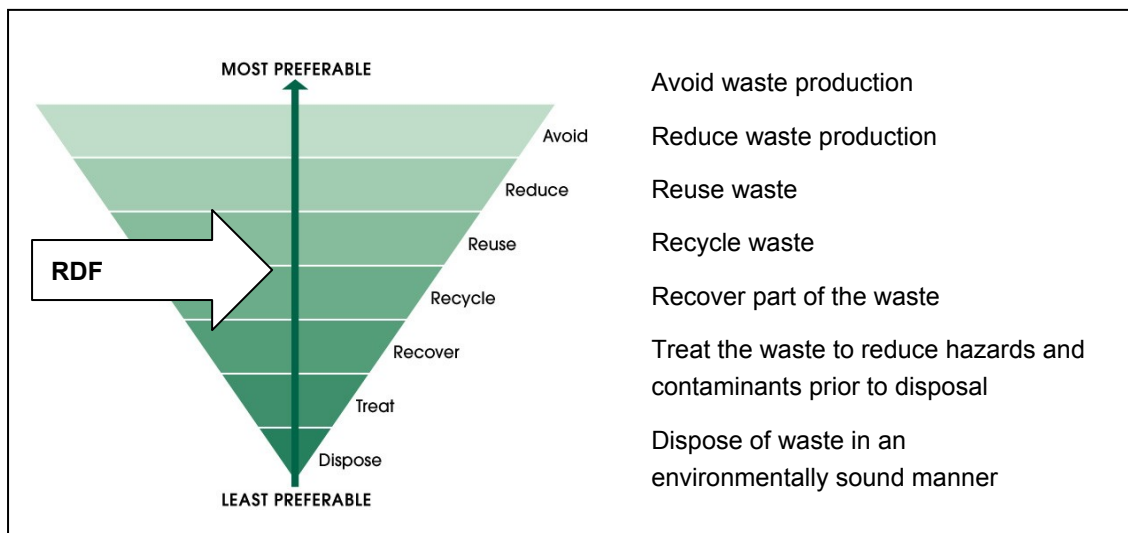 MOST PREFERABLE
Avoid
Reduce
Reuse
Recycle
Recover
Treat
Dispose
LEAST PREFERABLE
RDF
Avoid waste production
Reduce waste production
Reuse waste
Recycle waste
Recover part of the waste
Treat the waste to reduce hazards and
contaminants prior to disposal
Dispose of waste in an
environmentally sound manner